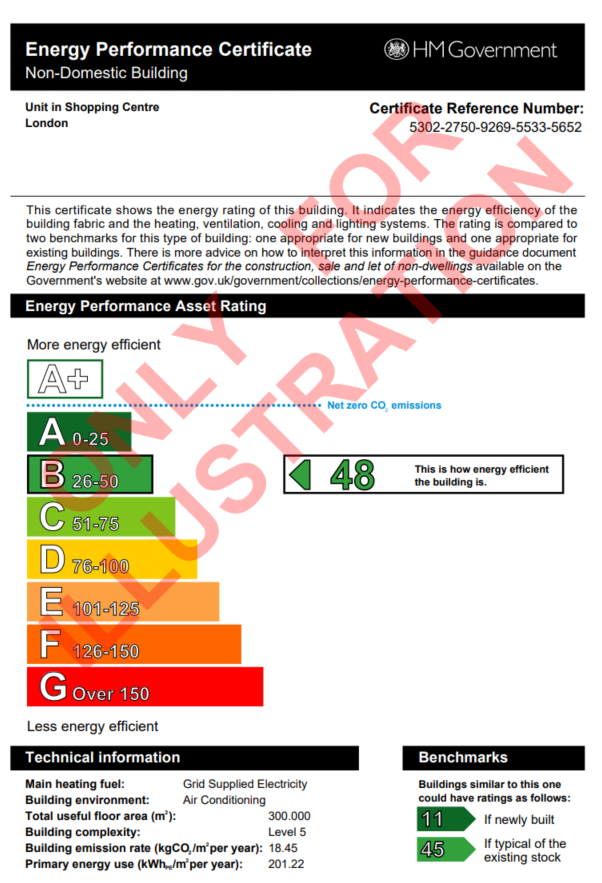 Energy Performance Certificate
HM Government
Non-Domestic Building
Unit in Shopping Centre
London
Certificate Reference Number:
5302-2750-9269-5533-5652
This certificate shows the energy rating of this building. It indicates the energy efficiency of the
building fabric and the heating, ventilation, cooling and lighting systems. The rating is compared to
two benchmarks for this type of building: one appropriate for new buildings and one appropriate for
existing buildings. There is more advice on how to interpret this information in the guidance document
Energy Performance Certificates for the construction, sale and let of non-dwellings available on the
Government's website at www.gov.uk/government/collections/energy-performance-certificates.
Energy Performance Asset Rating
More energy efficient
A+
Net zero CO₂ emissions
A 0-25
B 26-50
48
This is how energy efficient
the building is.
C 51-75
D 76-100
E 101-125
F 126-150
G Over 150
Less energy efficient
ONLY FOR
ILLUSTRATION
Technical information
Main heating fuel: Grid Supplied Electricity
Building environment: Air Conditioning
Total useful floor area (m²): 300.000
Building complexity: Level 5
Building emission rate (kgCO₂/m²per year): 18.45
Primary energy use (kWhPE/m²per year): 201.22
Benchmarks
Buildings similar to this one
could have ratings as follows:
11 If newly built
45 If typical of the
existing stock